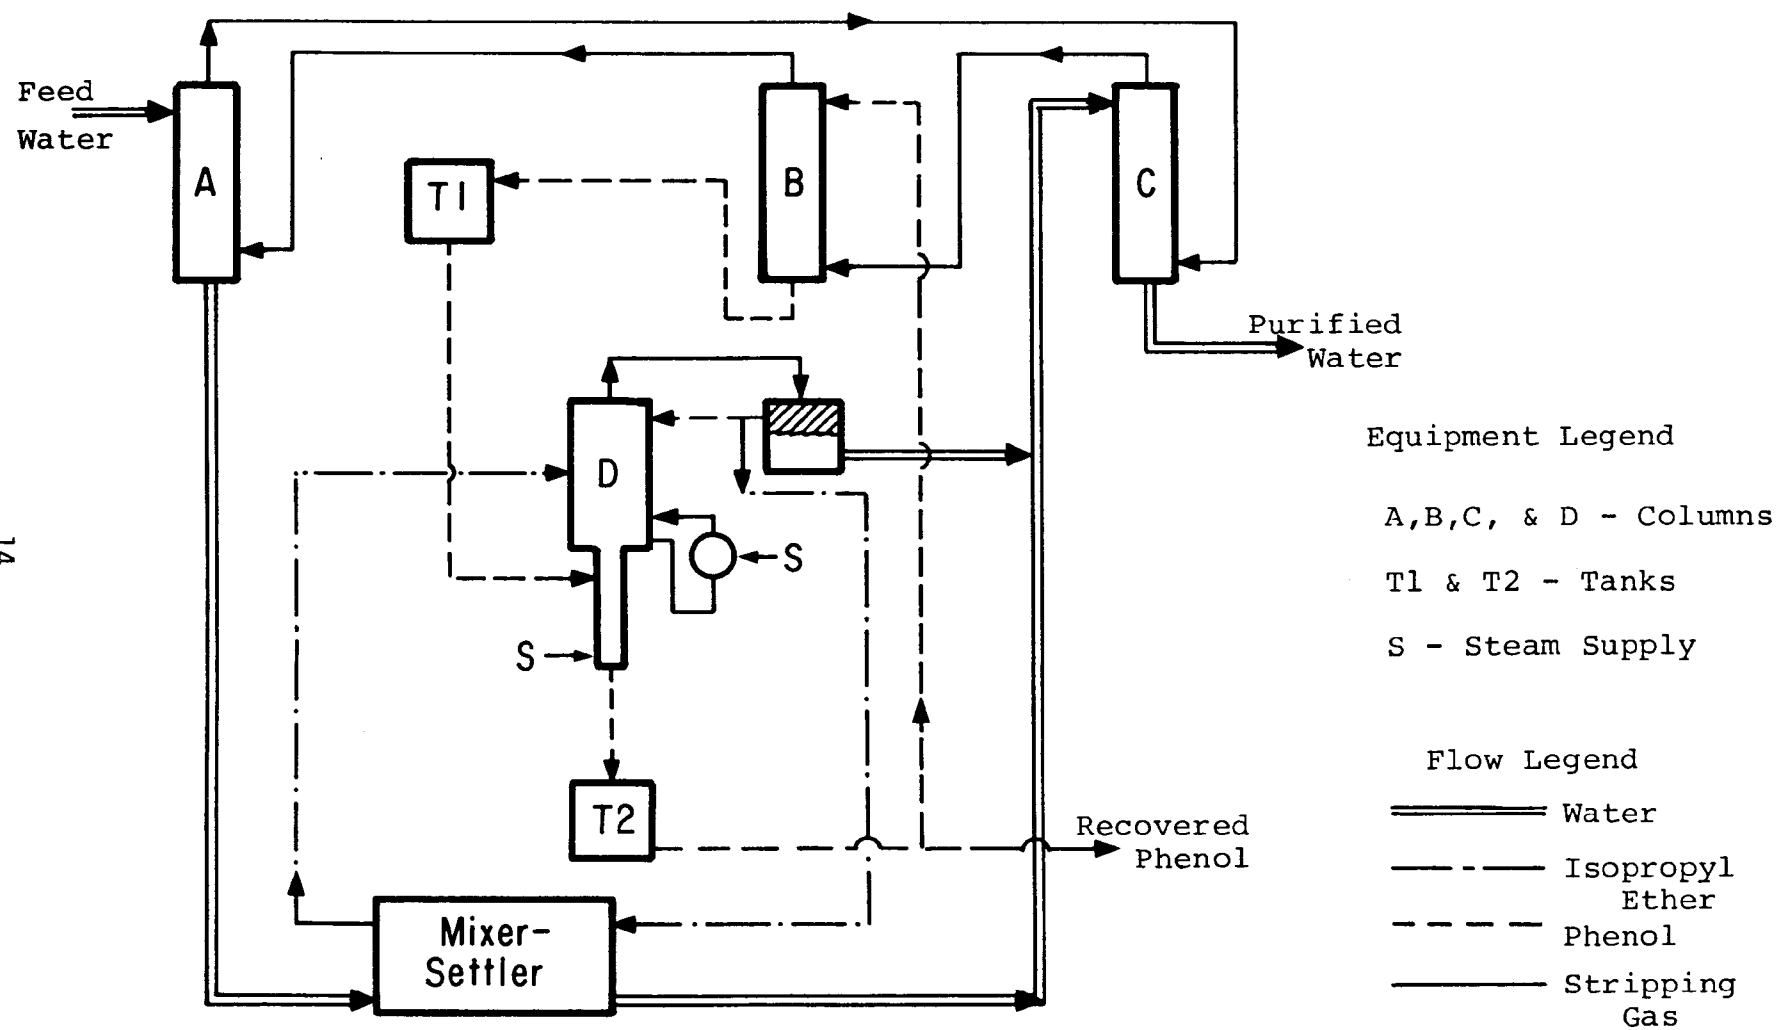 Feed
Water
A
T1
B
C
Purified
Water
D
S
S
T2
Recovered
Phenol
Mixer-
Settler
Equipment Legend
A,B,C, & D - Columns
T1 & T2 - Tanks
S - Steam Supply
Flow Legend
Water
Isopropyl
Ether
Phenol
Stripping
Gas
14